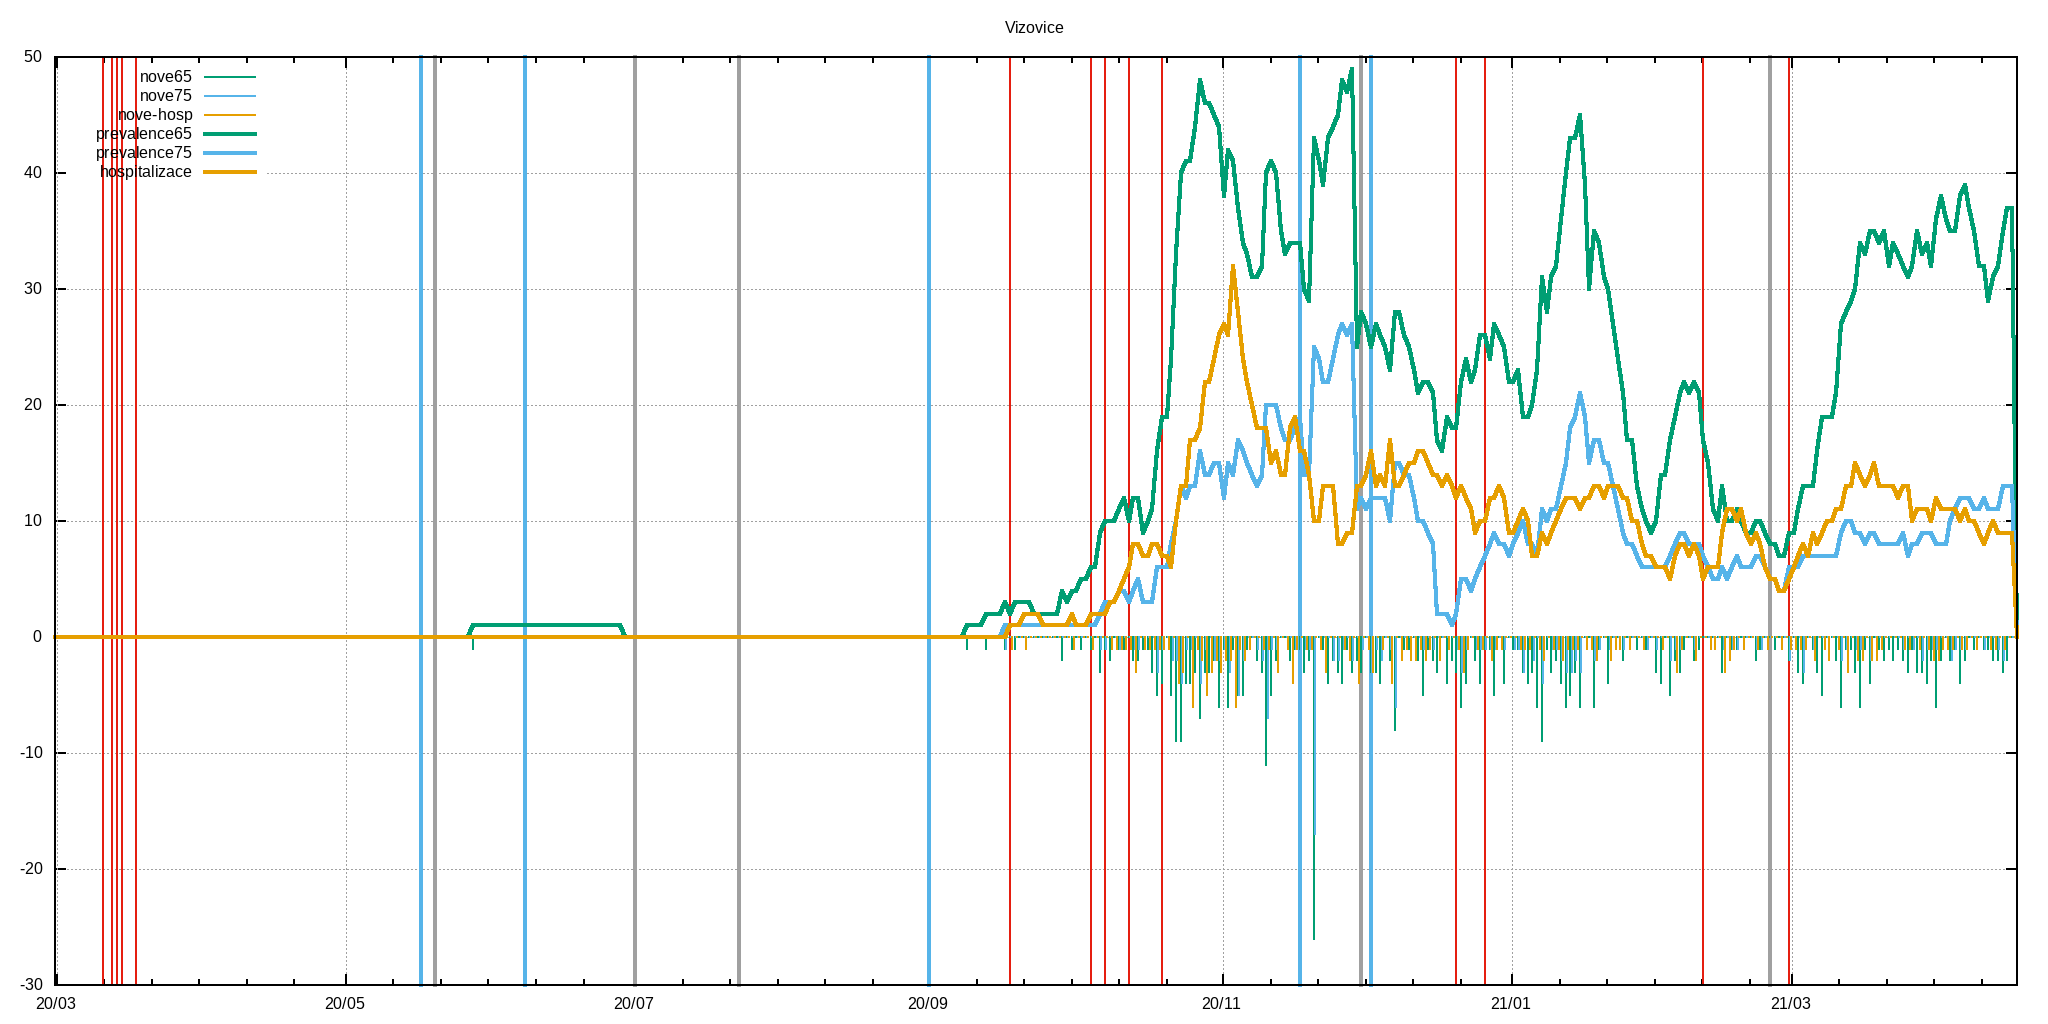 Vizovice
50
40
30
20
10
0
-10
-20
-30
nove65
nove75
nove-hosp
prevalence65
prevalence75
hospitalizace
20/03 20/05 20/07 20/09 20/11 21/01 21/03